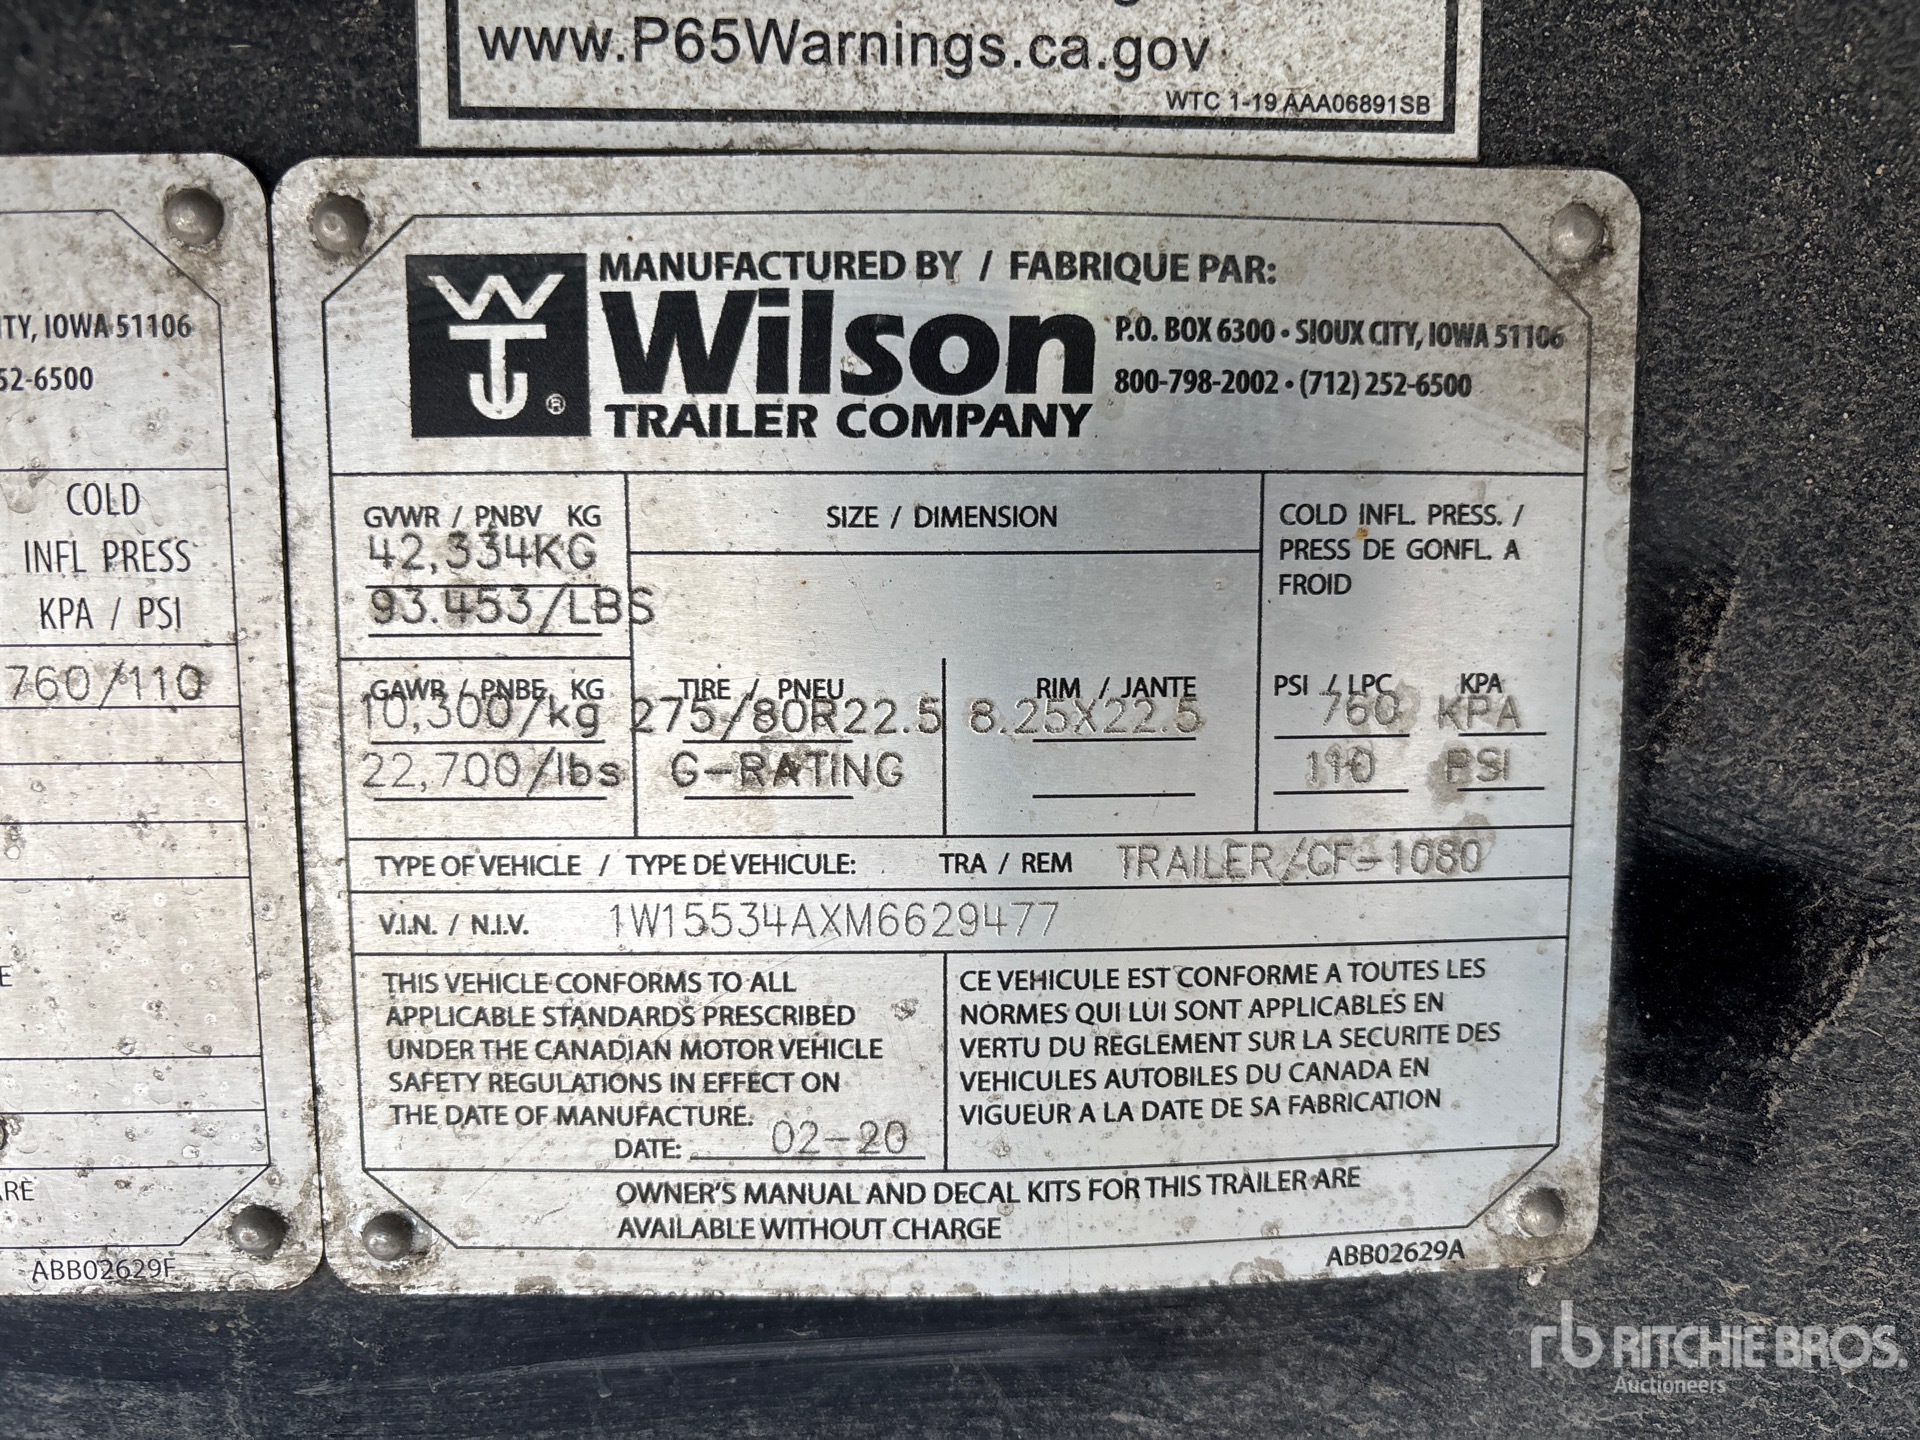 www.P65Warnings.ca.gov
WTC 1-19 AAA06891SB
TY, IOWA 51106
52-6500
COLD
INFL PRESS
KPA / PSI
760/110
E
RE
ABB02629F
WTC ®
MANUFACTURED BY / FABRIQUE PAR:
Wilson
TRAILER COMPANY
P.O. BOX 6300 • SIOUX CITY, IOWA 51106
800-798-2002 • (712) 252-6500
GVWR / PNBV KG
42,334KG
93.453/LBS
SIZE / DIMENSION
COLD INFL. PRESS. /
PRESS DE GONFL. A
FROID
GAWR / PNBE KG
10,300/kg
22,700/lbs
TIRE / PNEU
275/80R22.5
G-RATING
RIM / JANTE
8.25X22.5
PSI / LPC KPA
760 KPA
110 PSI
TYPE OF VEHICLE / TYPE DE VEHICULE: TRA / REM TRAILER/CF-1080
V.I.N. / N.I.V. 1W15534AXM6629477
THIS VEHICLE CONFORMS TO ALL
APPLICABLE STANDARDS PRESCRIBED
UNDER THE CANADIAN MOTOR VEHICLE
SAFETY REGULATIONS IN EFFECT ON
THE DATE OF MANUFACTURE.
DATE: 02-20
CE VEHICULE EST CONFORME A TOUTES LES
NORMES QUI LUI SONT APPLICABLES EN
VERTU DU REGLEMENT SUR LA SECURITE DES
VEHICULES AUTOBILES DU CANADA EN
VIGUEUR A LA DATE DE SA FABRICATION
OWNER'S MANUAL AND DECAL KITS FOR THIS TRAILER ARE
AVAILABLE WITHOUT CHARGE
ABB02629A
rb RITCHIE BROS.
Auctioneers